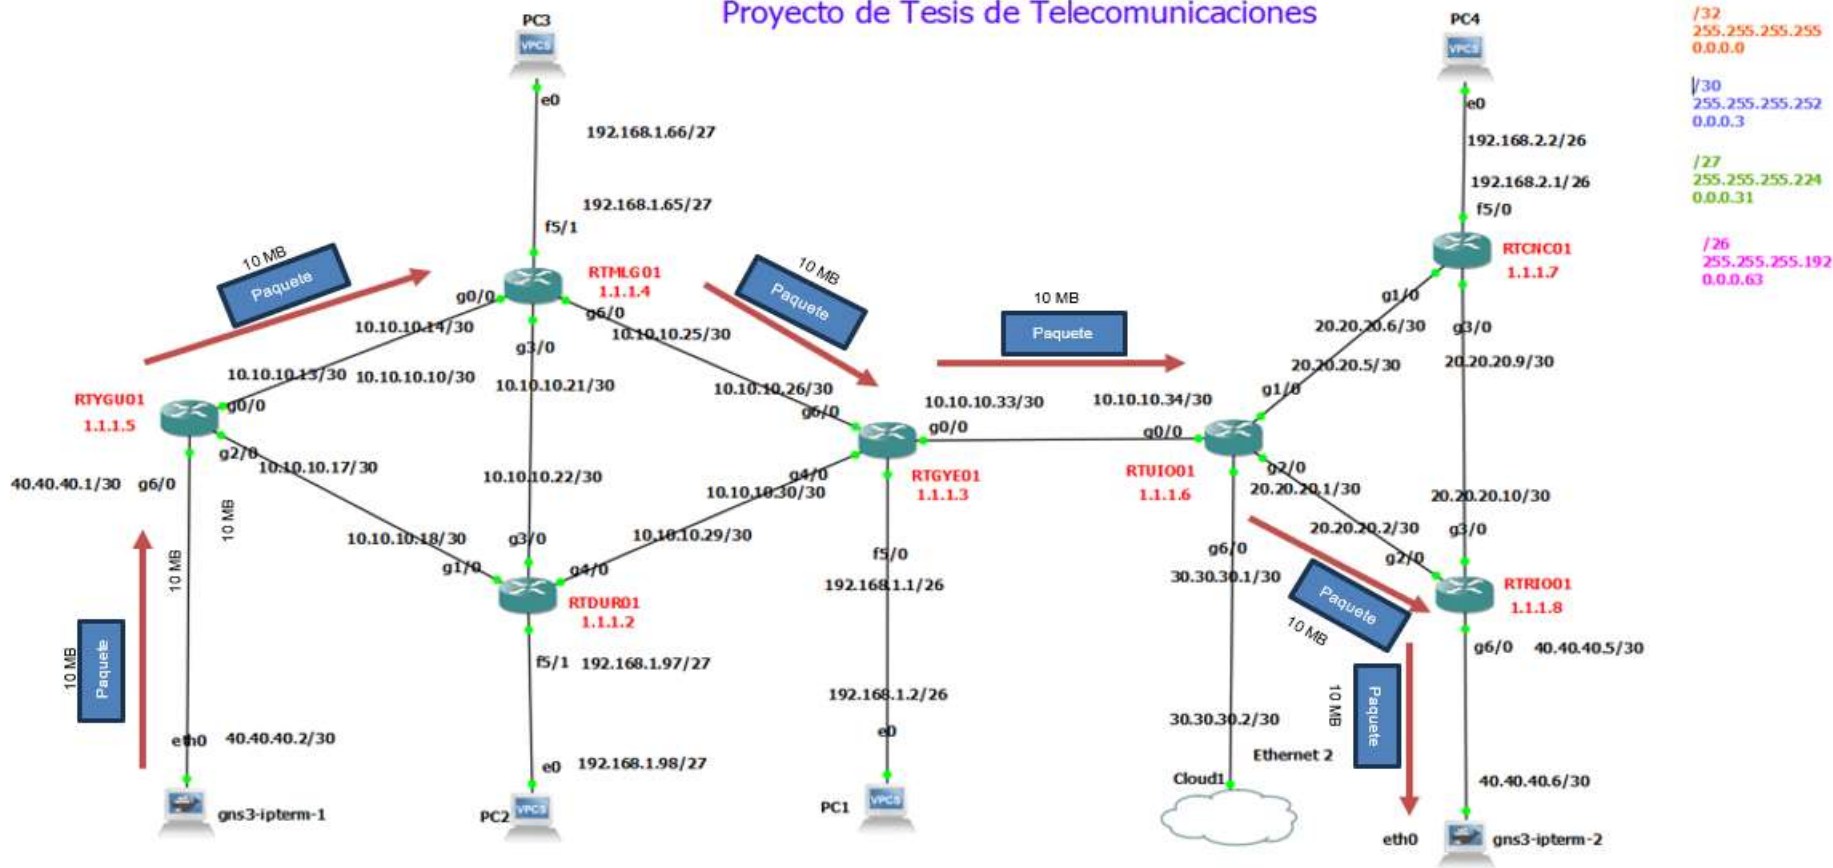 Proyecto de Tesis de Telecomunicaciones
PC3
VPCS
e0
192.168.1.66/27
192.168.1.65/27
f5/1
PC4
VPCS
e0
192.168.2.2/26
192.168.2.1/26
f5/0
/32
255.255.255.255
0.0.0.0
/30
255.255.255.252
0.0.0.3
/27
255.255.255.224
0.0.0.31
/26
255.255.255.192
0.0.0.63
10 MB
Paquete
RTMLG01
1.1.1.4
g0/0
g6/0
10.10.10.14/30
10.10.10.25/30
g3/0
10 MB
Paquete
10 MB
Paquete
RTCNC01
1.1.1.7
g1/0
20.20.20.6/30
g3/0
20.20.20.5/30
20.20.20.9/30
10.10.10.13/30
10.10.10.10/30
10.10.10.21/30
10.10.10.26/30
RTYGU01
1.1.1.5
g0/0
g2/0
10.10.10.17/30
40.40.40.1/30
g6/0
g6/0
10.10.10.33/30
g0/0
10.10.10.34/30
g0/0
g1/0
RTGYE01
1.1.1.3
RTUIO01
1.1.1.6
g2/0
20.20.20.1/30
20.20.20.10/30
20.20.20.2/30
g3/0
g2/0
10.10.10.22/30
g4/0
10.10.10.30/30
10.10.10.29/30
10 MB
10 MB
10.10.10.18/30
g1/0
g3/0
g4/0
RTDUR01
1.1.1.2
f5/0
192.168.1.1/26
g6/0
30.30.30.1/30
Paquete
10 MB
RTRIO01
1.1.1.8
g6/0
40.40.40.5/30
10 MB
Paquete
f5/1
192.168.1.97/27
192.168.1.2/26
e0
30.30.30.2/30
10 MB
Paquete
eth0
40.40.40.2/30
e0
192.168.1.98/27
Ethernet 2
Cloud1
40.40.40.6/30
gns3-ipterm-1
PC2
VPCS
PC1
VPCS
eth0
gns3-ipterm-2